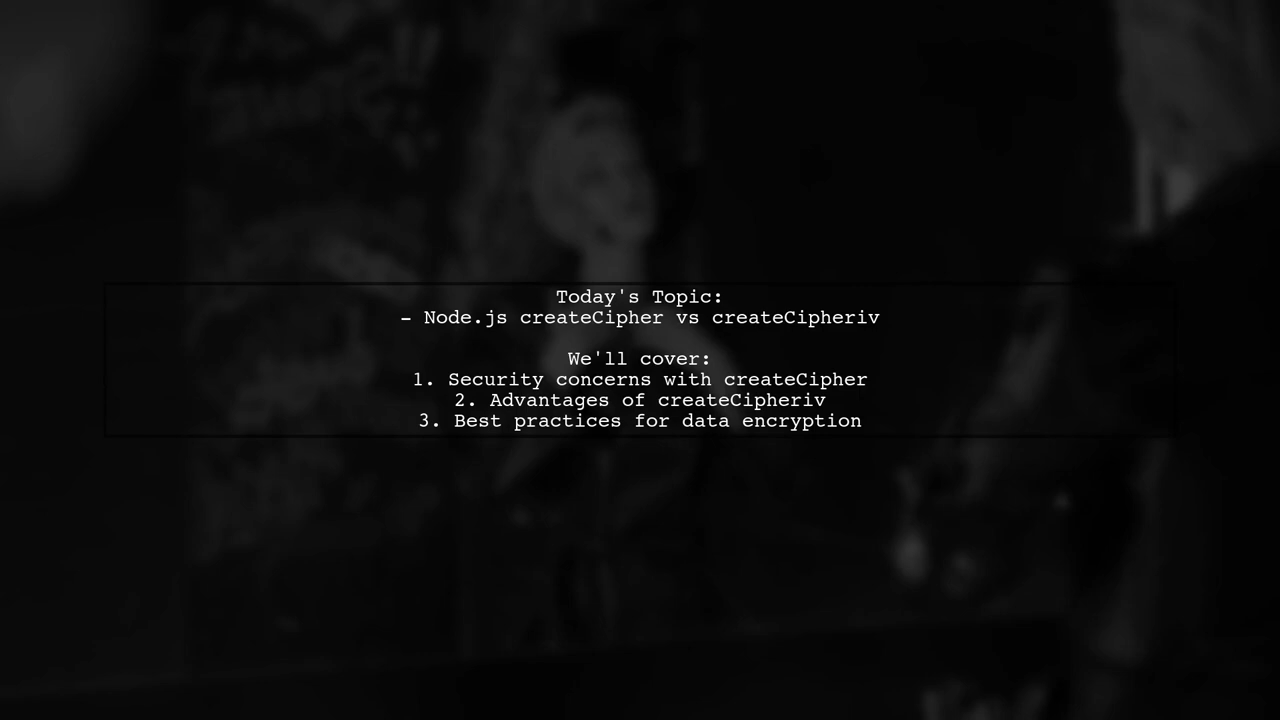 Today's Topic:
– Node.js createCipher vs createCipheriv
We'll cover:
1. Security concerns with createCipher
2. Advantages of createCipheriv
3. Best practices for data encryption